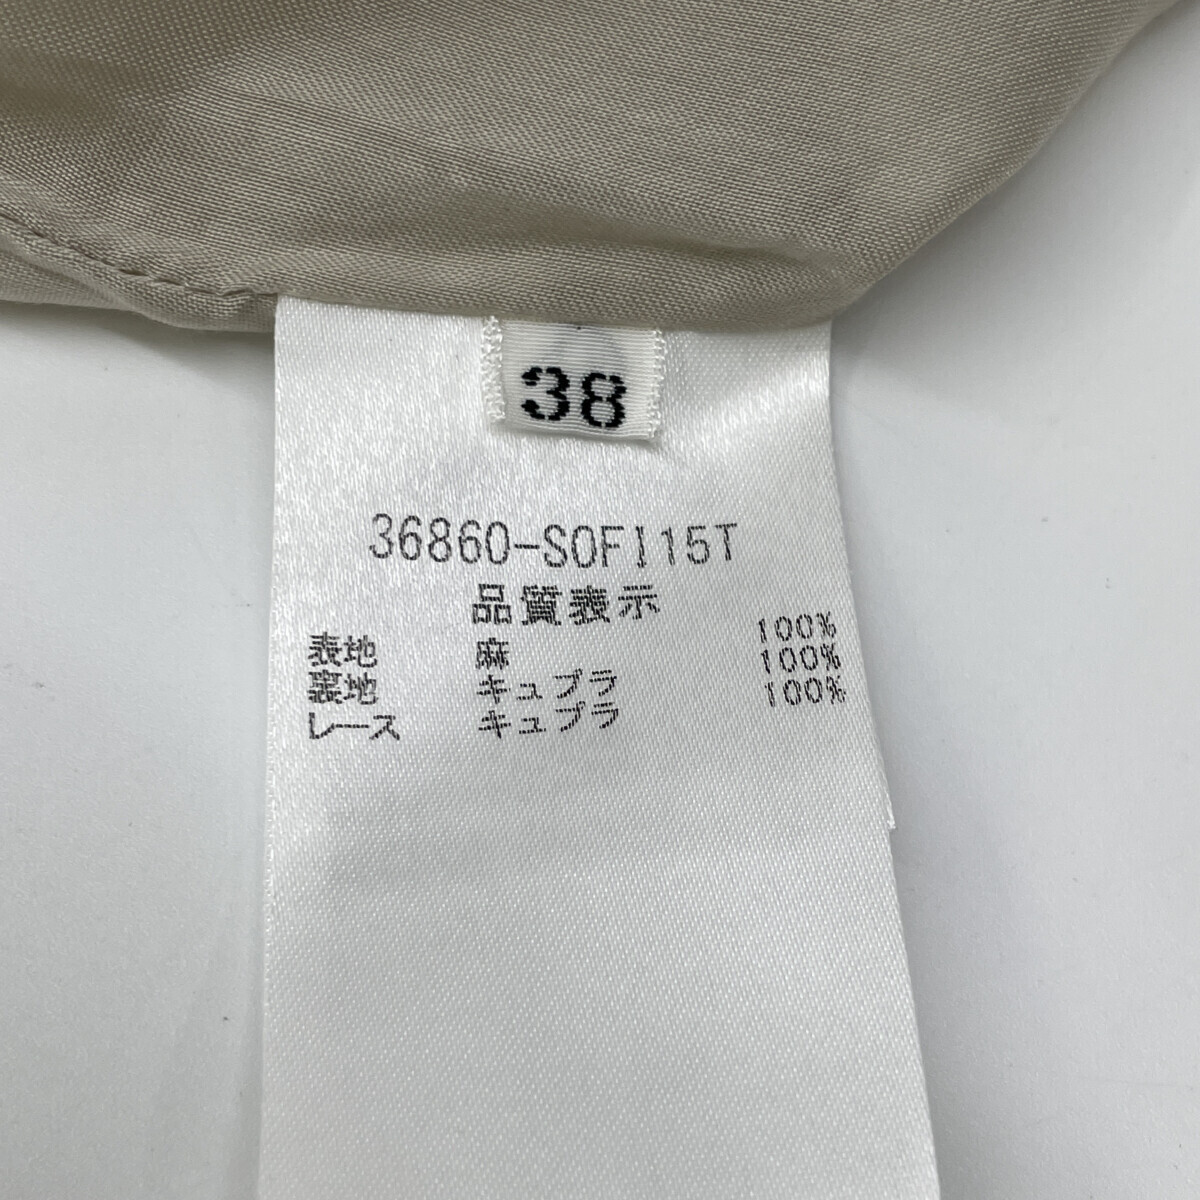 38
36860-SOFI15T
品質表示
表地 麻 100%
裏地 キュプラ 100%
レース キュプラ 100%